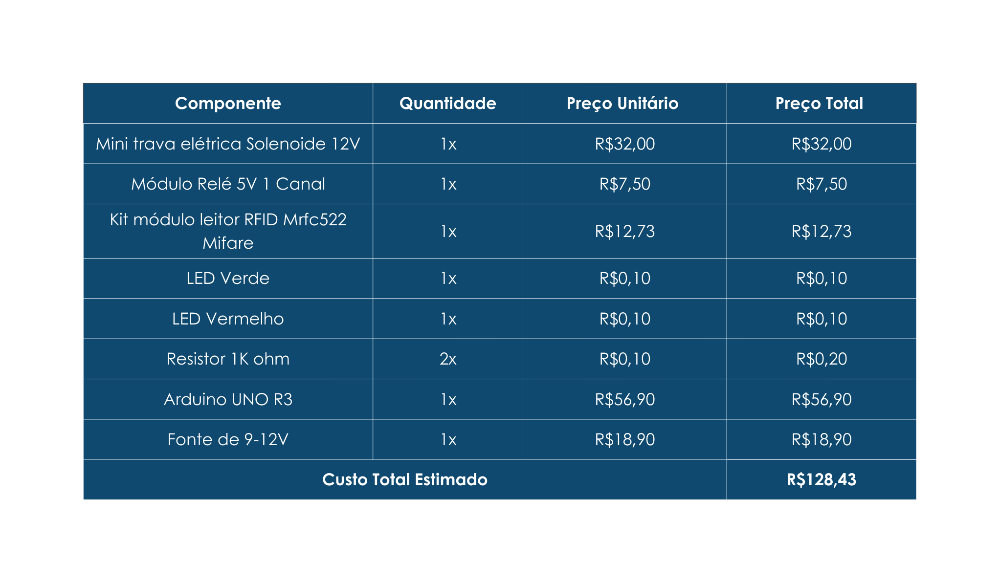 Componente Quantidade Preço Unitário Preço Total
Mini trava elétrica Solenoide 12V 1x R$32,00 R$32,00
Módulo Relé 5V 1 Canal 1x R$7,50 R$7,50
Kit módulo leitor RFID Mrfc522
Mifare 1x R$12,73 R$12,73
LED Verde 1x R$0,10 R$0,10
LED Vermelho 1x R$0,10 R$0,10
Resistor 1K ohm 2x R$0,10 R$0,20
Arduino UNO R3 1x R$56,90 R$56,90
Fonte de 9-12V 1x R$18,90 R$18,90
Custo Total Estimado R$128,43